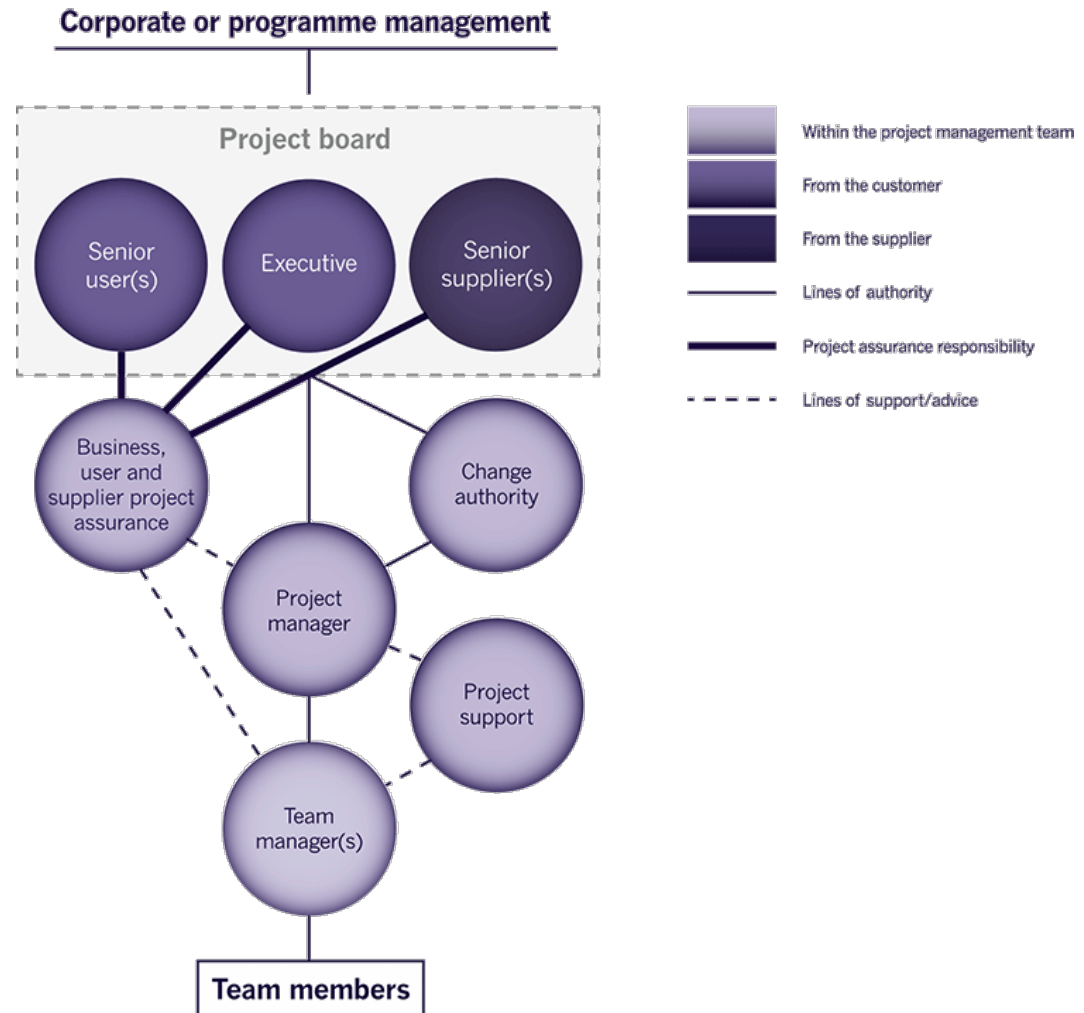 Corporate or programme management
Project board
Senior
user(s)
Executive
Senior
supplier(s)
Business,
user and
supplier project
assurance
Change
authority
Project
manager
Project
support
Team
manager(s)
Team members
Within the project management team
From the customer
From the supplier
Lines of authority
Project assurance responsibility
Lines of support/advice